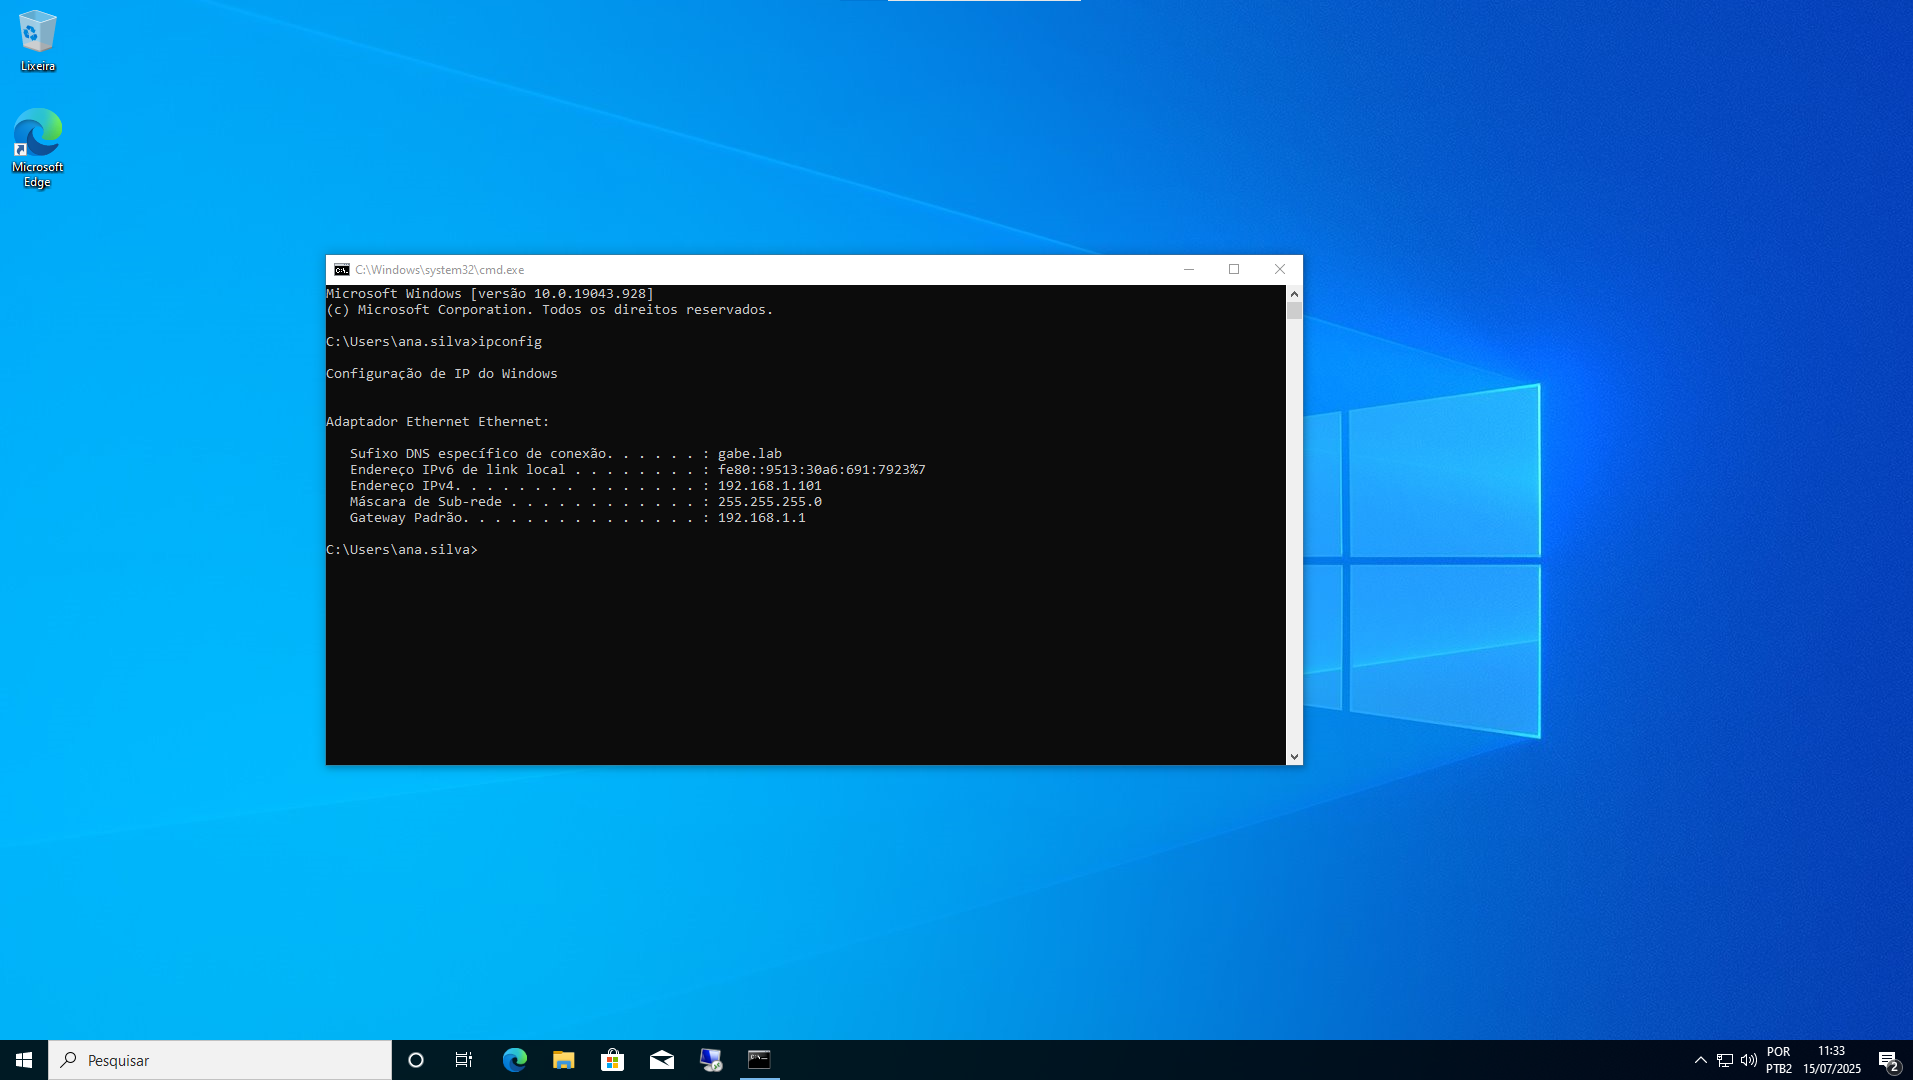 Lixeira
Microsoft
Edge
C:\Windows\system32\cmd.exe
Microsoft Windows [versão 10.0.19043.928]
(c) Microsoft Corporation. Todos os direitos reservados.
C:\Users\ana.silva>ipconfig
Configuração de IP do Windows
Adaptador Ethernet Ethernet:
Sufixo DNS específico de conexão. . . . . . : gabe.lab
Endereço IPv6 de link local . . . . . . . . : fe80::9513:30a6:691:7923%7
Endereço IPv4. . . . . . . .  . . . . . . . : 192.168.1.101
Máscara de Sub-rede . . . . . . . . . . . . : 255.255.255.0
Gateway Padrão. . . . . . . . . . . . . . . : 192.168.1.1
C:\Users\ana.silva>
Pesquisar
POR
PTB2
11:33
15/07/2025
2